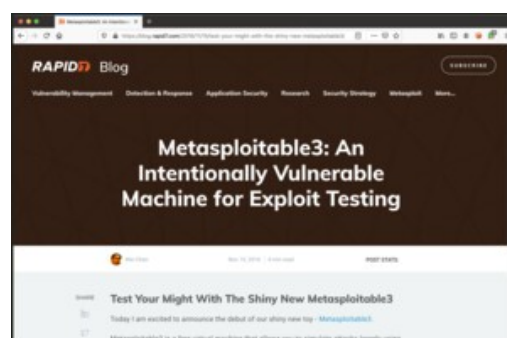 RAPID7 Blog
SUBSCRIBE
Vulnerability Management Detection & Response Application Security Research Security Strategy Metasploit More...
Metasploitable3: An
Intentionally Vulnerable
Machine for Exploit Testing
POST STATS
SHARE
Test Your Might With The Shiny New Metasploitable3
Today I am excited to announce the debut of our shiny new toy - Metasploitable3.